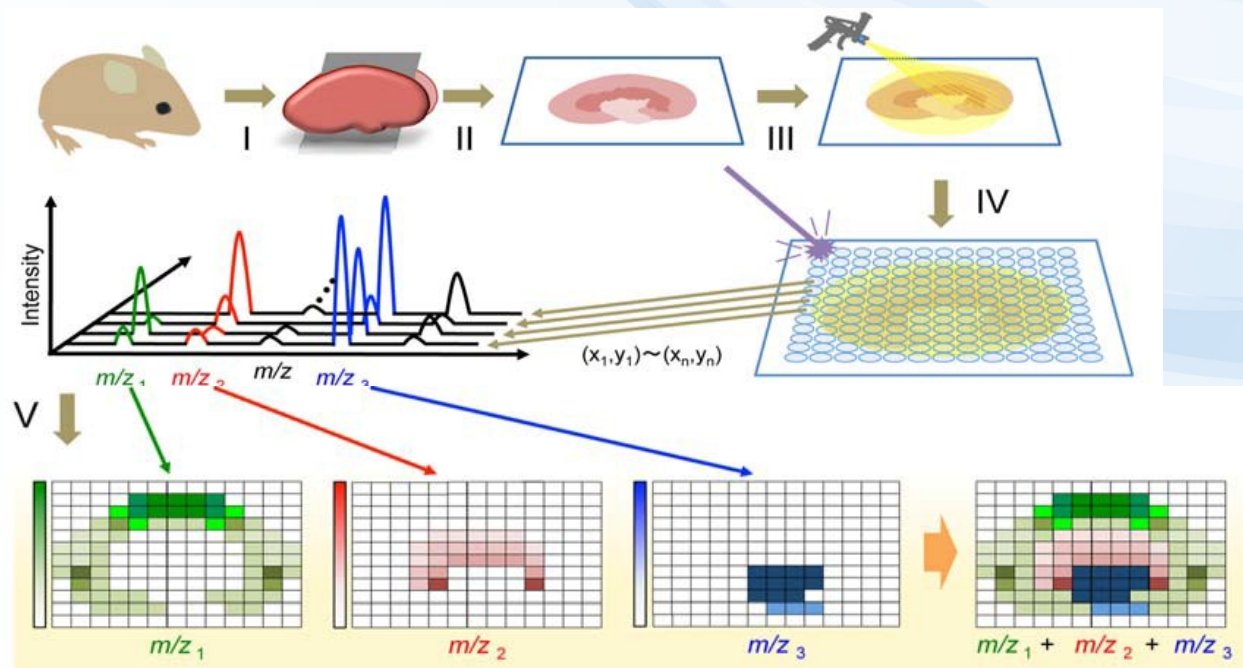 I
II
III
IV
Intensity
(x1,y1)~(xn,yn)
m/z 1
m/z 2
m/z
m/z 3
V
m/z 1
m/z 2
m/z 3
m/z 1 + m/z 2 + m/z 3